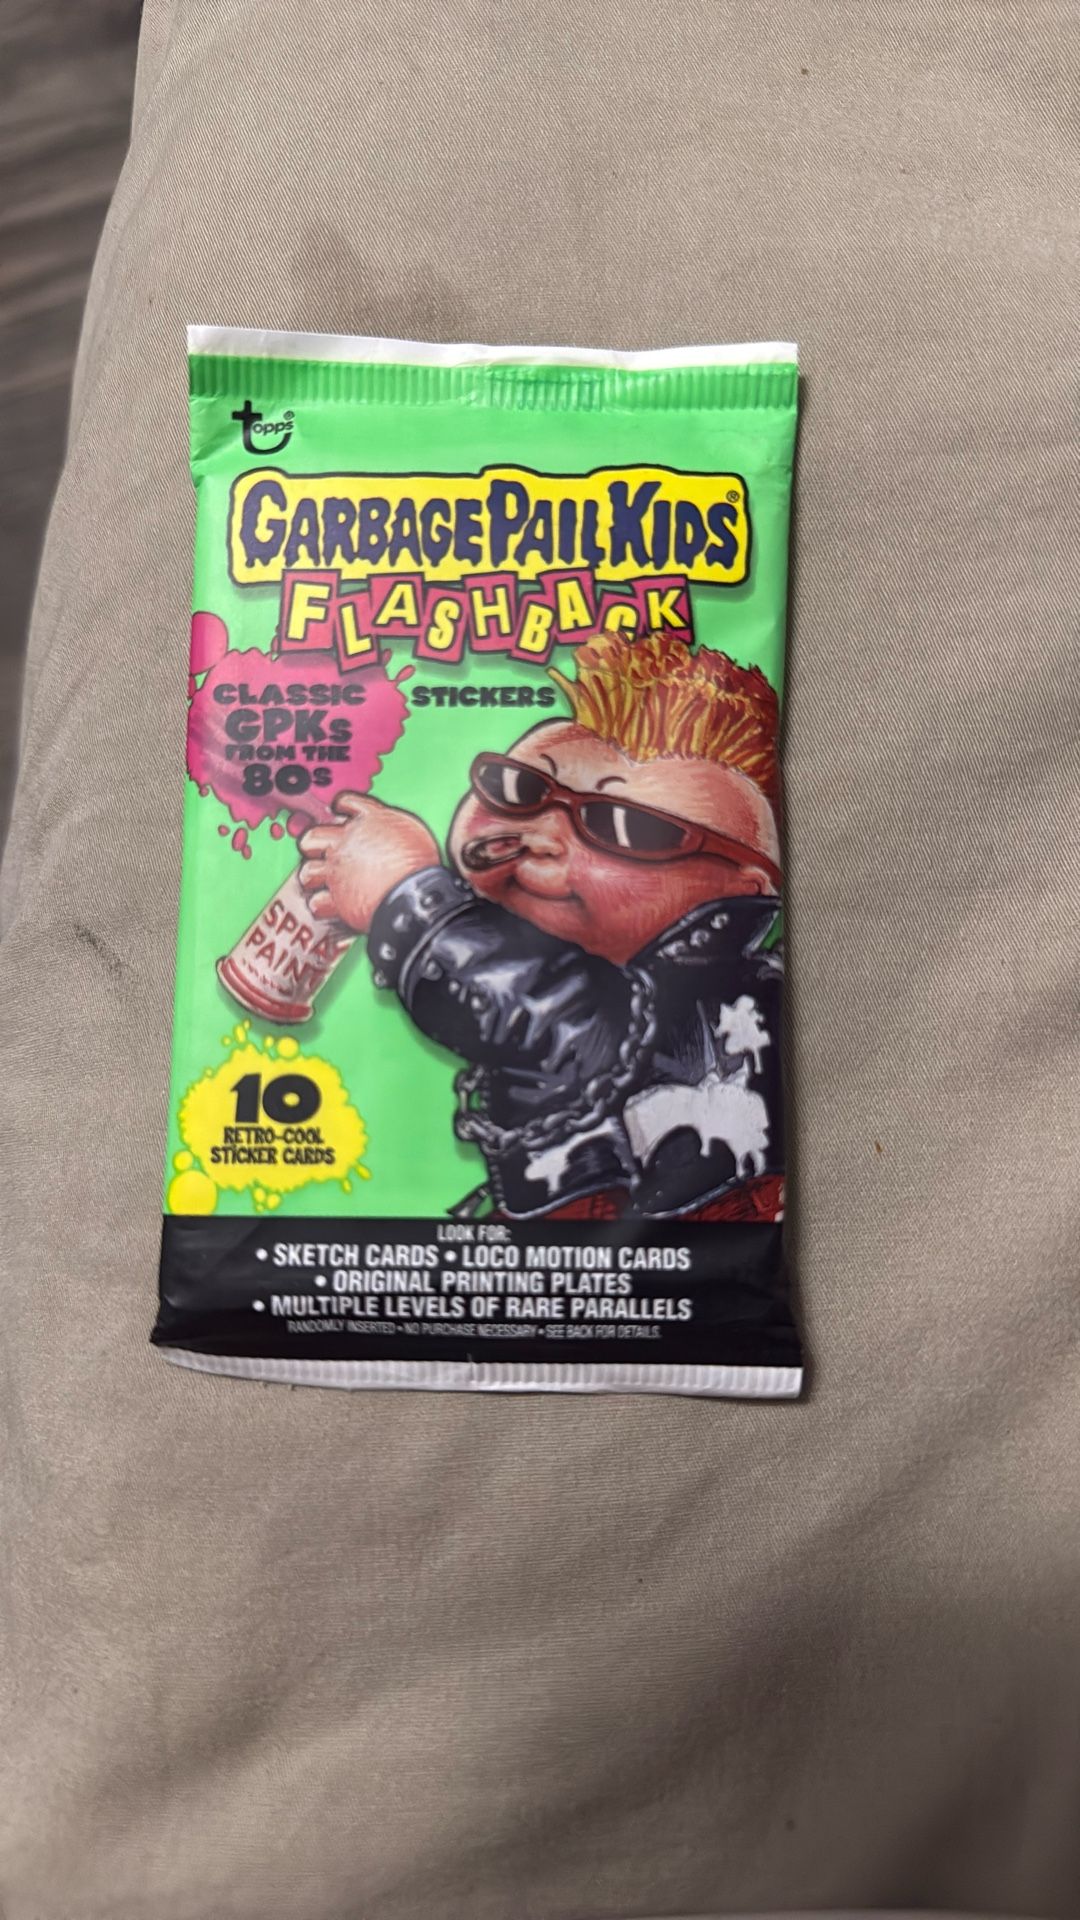 topps®
GARBAGE PAIL KIDS®
FLASHBACK
CLASSIC
GPKs
FROM THE
80s
STICKERS
SPRAY
PAINT
10
RETRO-COOL
STICKER CARDS
LOOK FOR:
• SKETCH CARDS • LOCO MOTION CARDS
• ORIGINAL PRINTING PLATES
• MULTIPLE LEVELS OF RARE PARALLELS
RANDOMLY INSERTED • NO PURCHASE NECESSARY • SEE BACK FOR DETAILS.